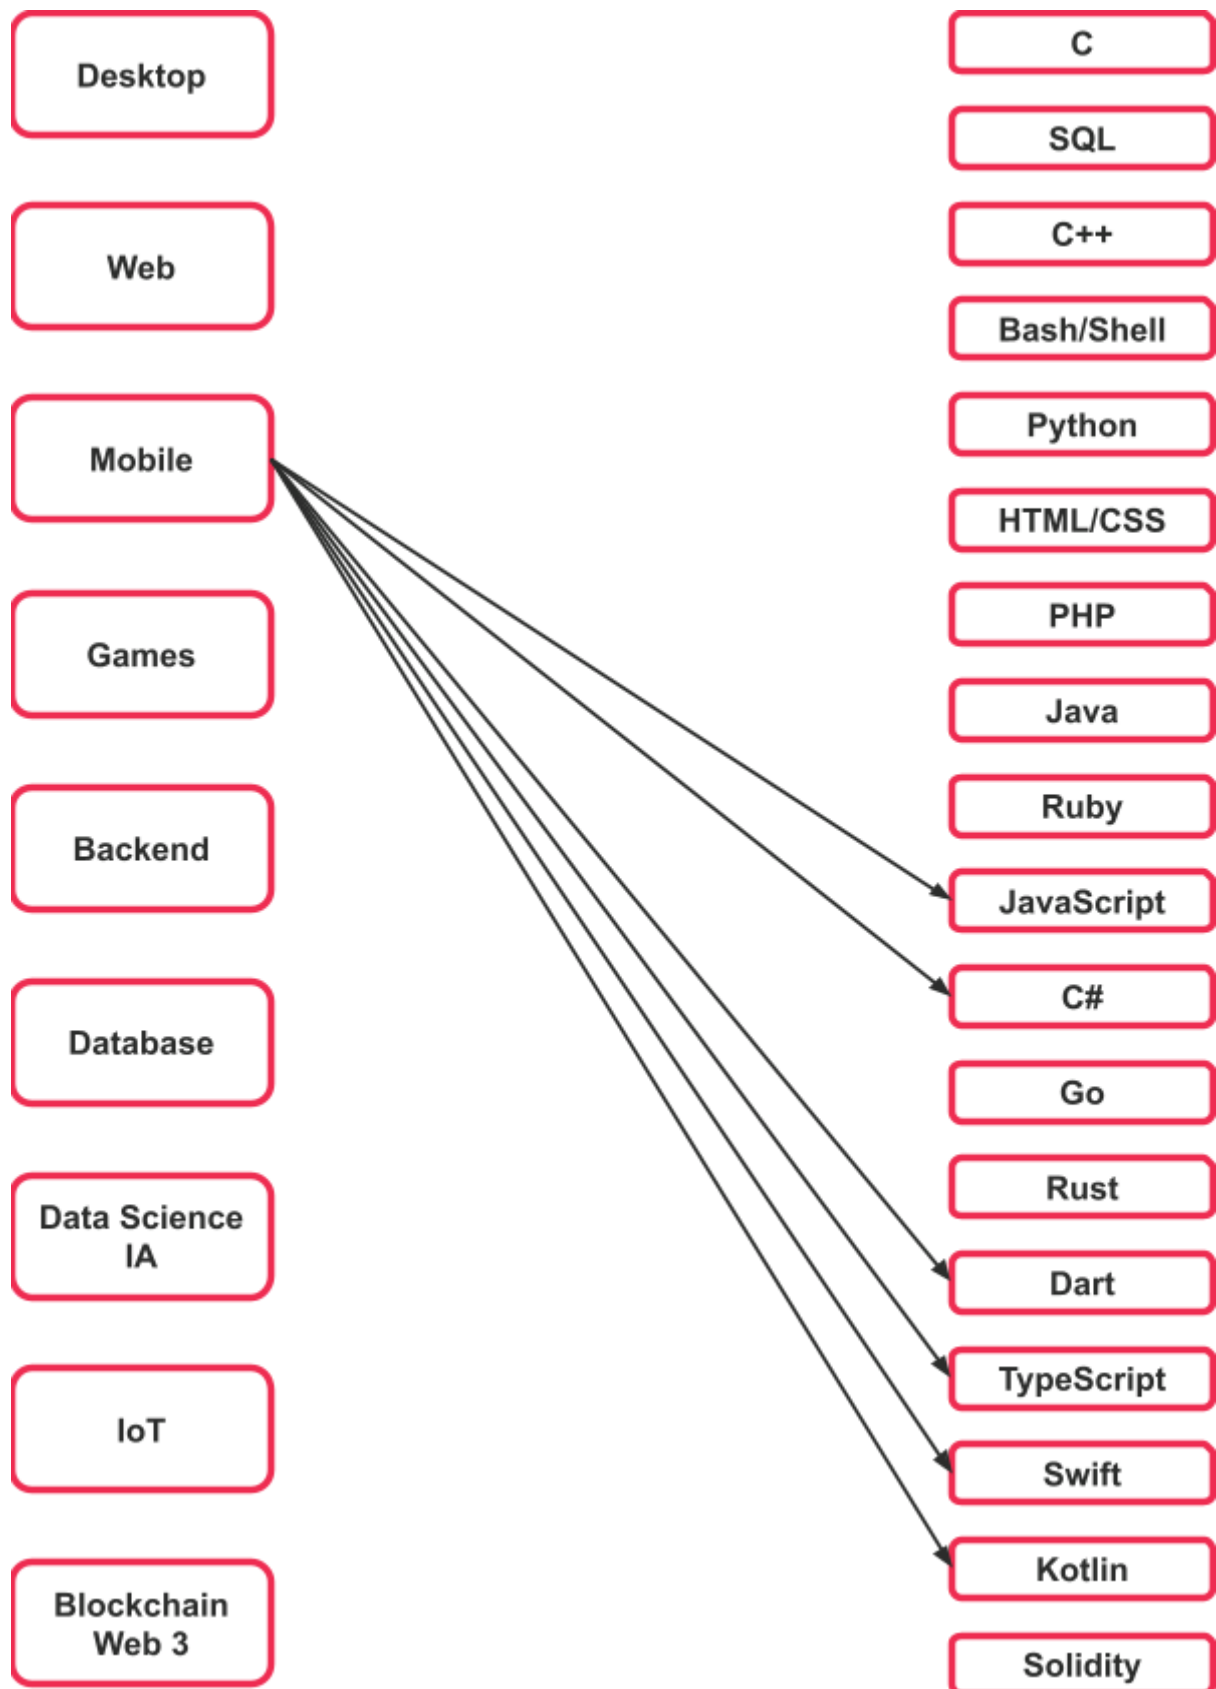 Desktop
Web
Mobile
Games
Backend
Database
Data Science
IA
IoT
Blockchain
Web 3
C
SQL
C++
Bash/Shell
Python
HTML/CSS
PHP
Java
Ruby
JavaScript
C#
Go
Rust
Dart
TypeScript
Swift
Kotlin
Solidity